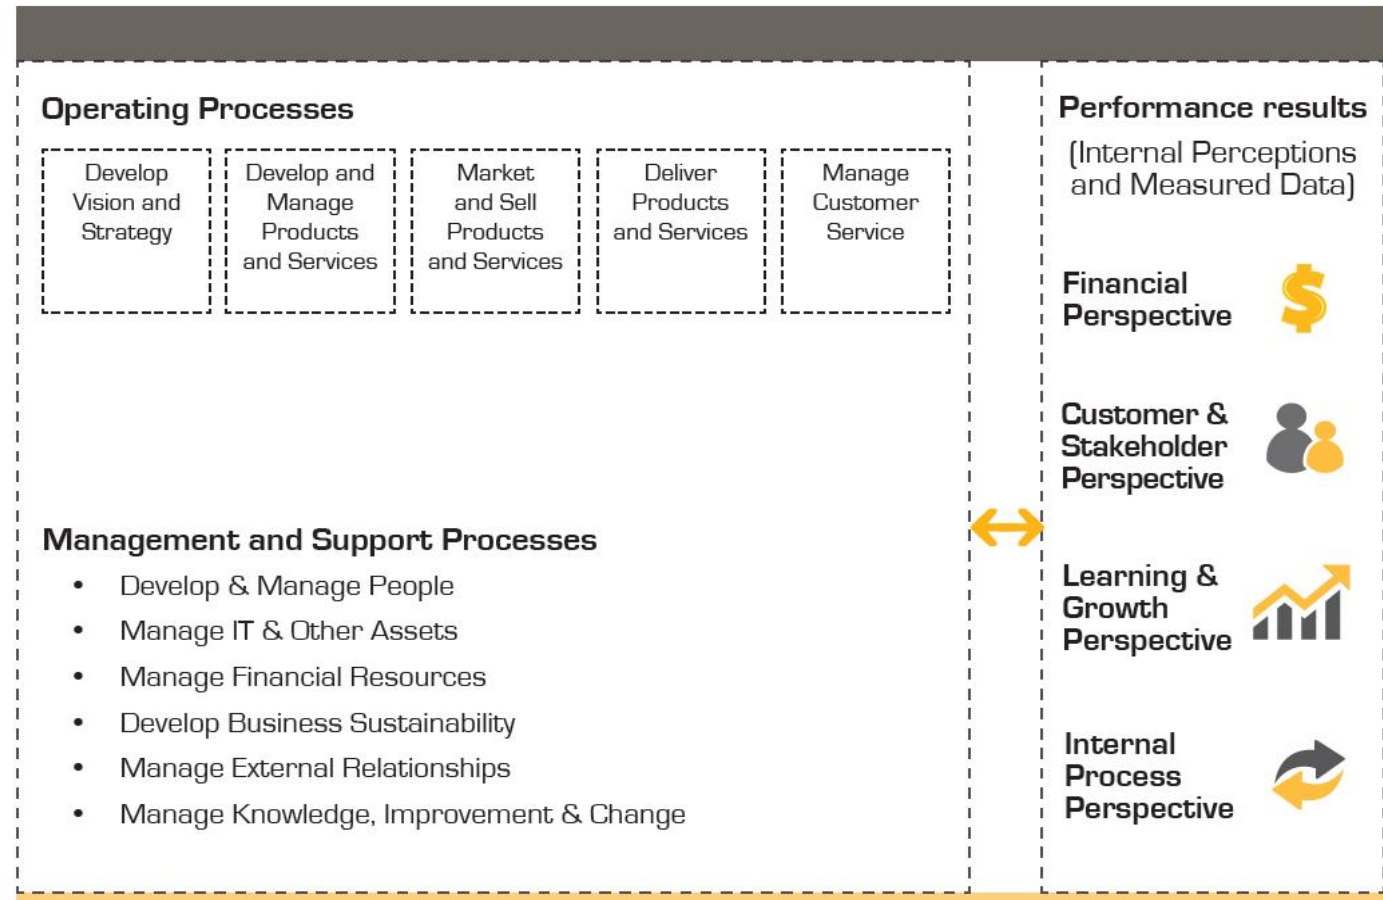 Operating Processes
Develop
Vision and
Strategy
Develop and
Manage
Products
and Services
Market
and Sell
Products
and Services
Deliver
Products
and Services
Manage
Customer
Service
Management and Support Processes
• Develop & Manage People
• Manage IT & Other Assets
• Manage Financial Resources
• Develop Business Sustainability
• Manage External Relationships
• Manage Knowledge, Improvement & Change
Performance results
(Internal Perceptions
and Measured Data)
Financial
Perspective
$
Customer &
Stakeholder
Perspective
Learning &
Growth
Perspective
Internal
Process
Perspective